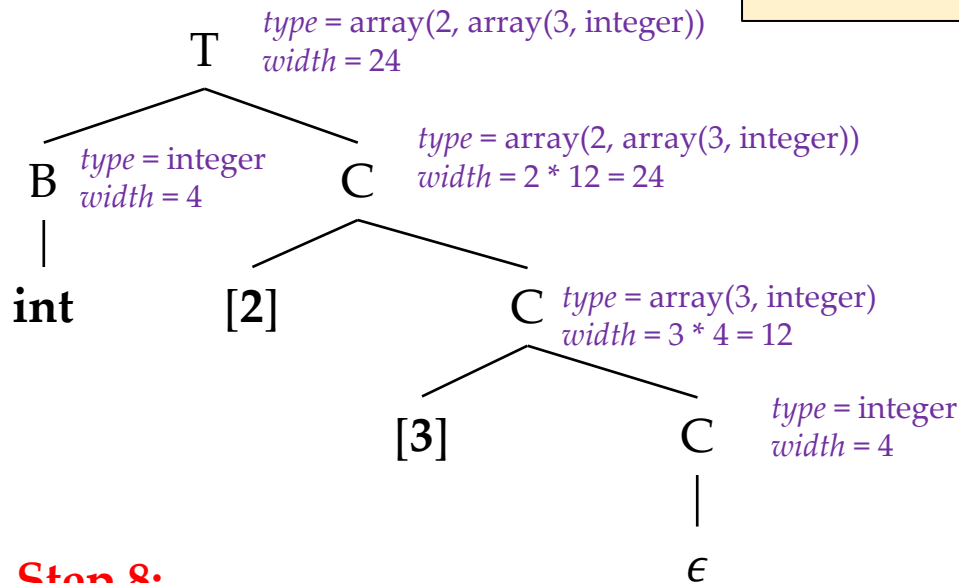 T
type = array(2, array(3, integer))
width = 24
B
type = integer
width = 4
C
type = array(2, array(3, integer))
width = 2 * 12 = 24
int
[2]
C
type = array(3, integer)
width = 3 * 4 = 12
[3]
C
type = integer
width = 4
ϵ
Step 8: